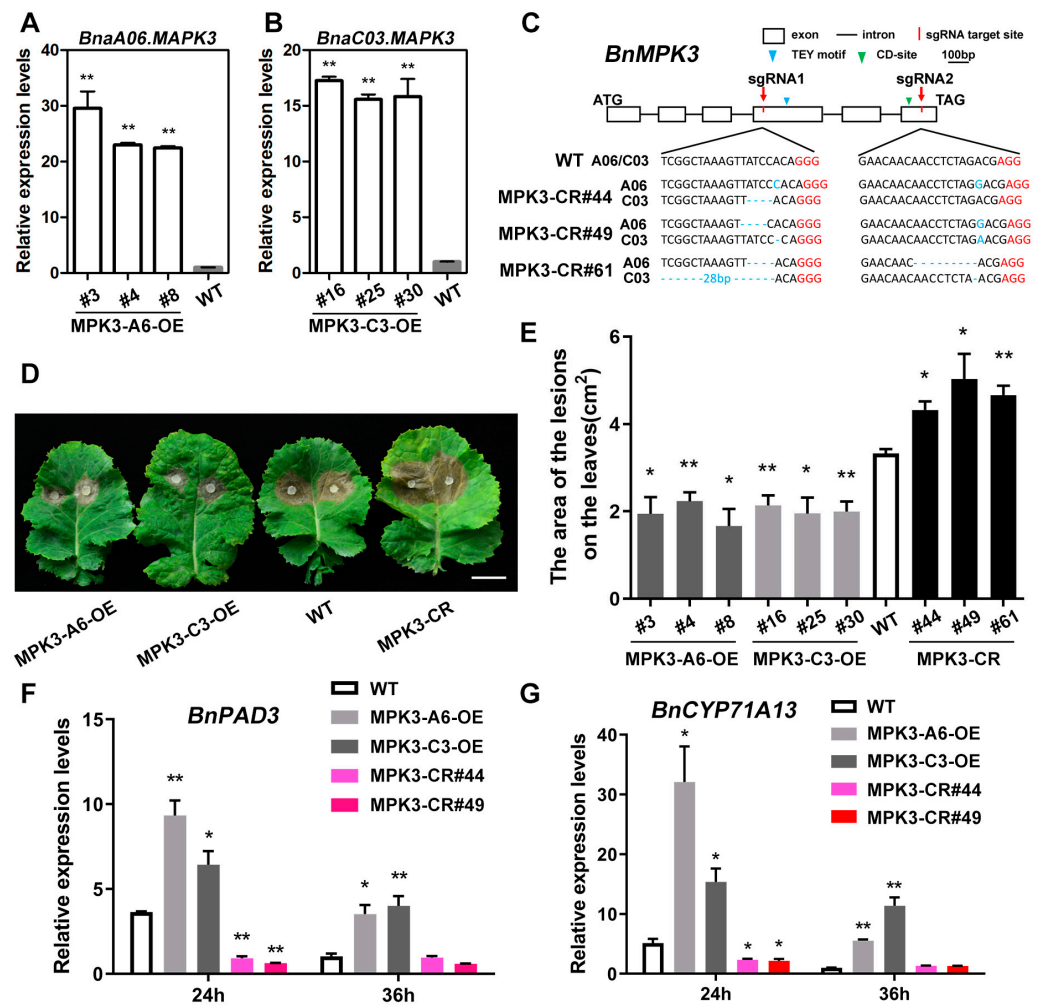 A
BnaA06.MAPK3
Relative expression levels
40
30
20
10
0
**
**
**
#3
#4
#8
WT
MPK3-A6-OE
B
BnaC03.MAPK3
Relative expression levels
20
15
10
5
0
**
**
**
#16
#25
#30
WT
MPK3-C3-OE
C
BnMPK3
exon
intron
sgRNA target site
TEY motif
CD-site
100bp
sgRNA1
sgRNA2
ATG
TAG
WT A06/C03 TCGGCTAAAGTTATCCACAGGG GAACAACAACCTCTAGACGAGG
MPK3-CR#44
A06 TCGGCTAAAGTTATCCCACAGGG GAACAACAACCTCTAGGACGAGG
C03 TCGGCTAAAGTT----ACAGGG GAACAACAACCTCTAGACGAGG
MPK3-CR#49
A06 TCGGCTAAAGTT----CACAGGG GAACAACAACCTCTAGGACGAGG
C03 TCGGCTAAAGTTATCC-CAGGG GAACAACAACCTCTAGAACGAGG
MPK3-CR#61
A06 TCGGCTAAAGTT----ACAGGG GAACAAC---------ACGAGG
C03 ------28bp------ACAGGG GAACAACAACCTCTA-ACGAGG
D
MPK3-A6-OE
MPK3-C3-OE
WT
MPK3-CR
E
The area of the lesions
on the leaves(cm²)
6
4
2
0
*
**
*
**
*
**
*
*
**
#3
#4
#8
#16
#25
#30
WT
#44
#49
#61
MPK3-A6-OE
MPK3-C3-OE
MPK3-CR
F
BnPAD3
WT
MPK3-A6-OE
MPK3-C3-OE
MPK3-CR#44
MPK3-CR#49
Relative expression levels
15
10
5
0
**
*
**
**
*
**
24h
36h
G
BnCYP71A13
WT
MPK3-A6-OE
MPK3-C3-OE
MPK3-CR#44
MPK3-CR#49
Relative expression levels
40
30
20
10
0
*
*
*
*
**
**
24h
36h